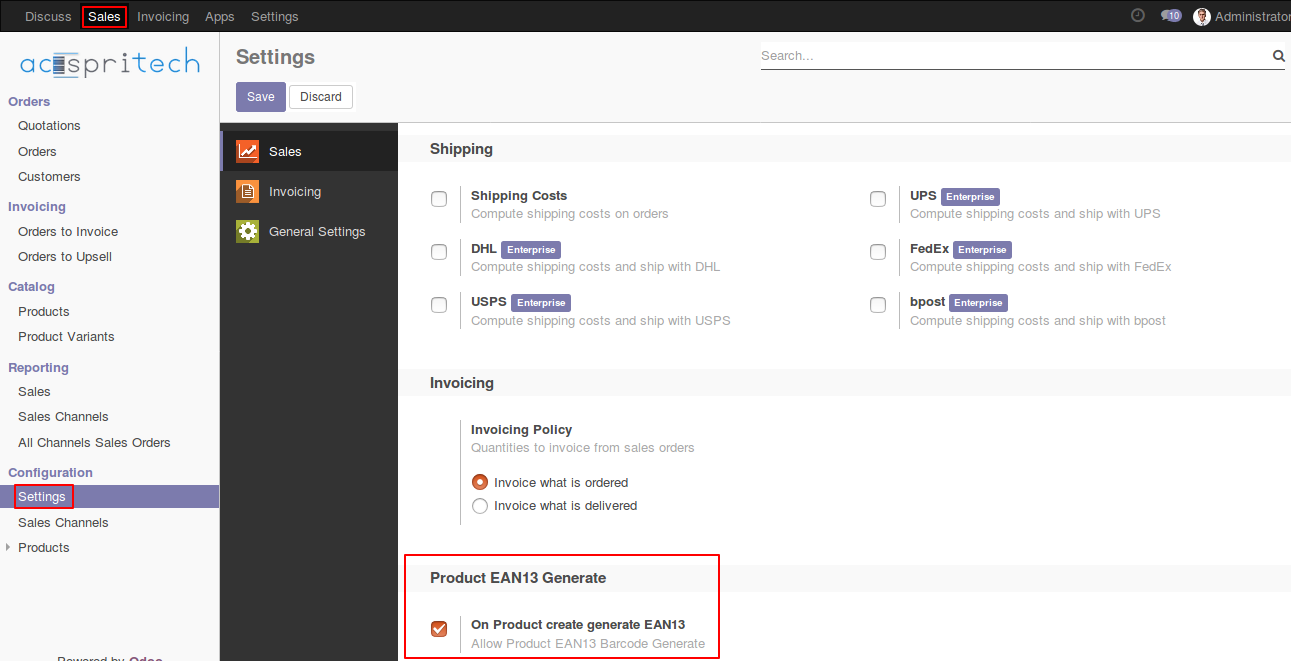 Discuss Sales Invoicing Apps Settings 10 Administrator
acespritech
Settings
Search...
Save Discard
Orders
Quotations
Orders
Customers
Invoicing
Orders to Invoice
Orders to Upsell
Catalog
Products
Product Variants
Reporting
Sales
Sales Channels
All Channels Sales Orders
Configuration
Settings
Sales Channels
Products
Powered by Odoo
Sales
Invoicing
General Settings
Shipping
Shipping Costs
Compute shipping costs on orders
UPS Enterprise
Compute shipping costs and ship with UPS
DHL Enterprise
Compute shipping costs and ship with DHL
FedEx Enterprise
Compute shipping costs and ship with FedEx
USPS Enterprise
Compute shipping costs and ship with USPS
bpost Enterprise
Compute shipping costs and ship with bpost
Invoicing
Invoicing Policy
Quantities to invoice from sales orders
Invoice what is ordered
Invoice what is delivered
Product EAN13 Generate
On Product create generate EAN13
Allow Product EAN13 Barcode Generate